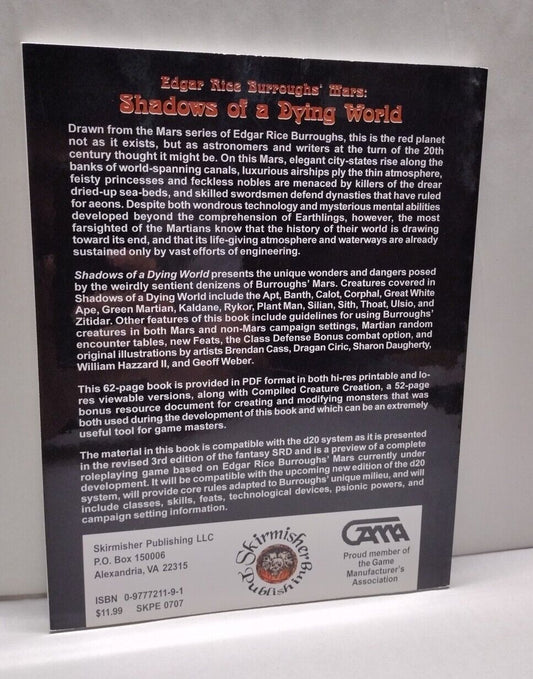 Edgar Rice Burroughs' Mars:
Shadows of a Dying World
Drawn from the Mars series of Edgar Rice Burroughs, this is the red planet
not as it exists, but as astronomers and writers at the turn of the 20th
century thought it might be. On this Mars, elegant city-states rise along the
banks of world-spanning canals, luxurious airships ply the thin atmosphere,
feisty princesses and feckless nobles are menaced by killers of the drear
dried-up sea-beds, and skilled swordsmen defend dynasties that have ruled
for aeons. Despite both wondrous technology and mysterious mental abilities
developed beyond the comprehension of Earthlings, however, the most
farsighted of the Martians know that the history of their world is drawing
toward its end, and that its life-giving atmosphere and waterways are already
sustained only by vast efforts of engineering.
Shadows of a Dying World presents the unique wonders and dangers posed
by the weirdly sentient denizens of Burroughs' Mars. Creatures covered in
Shadows of a Dying World include the Apt, Banth, Calot, Corphal, Great White
Ape, Green Martian, Kaldane, Rykor, Plant Man, Silian, Sith, Thoat, Ulsio, and
Zitidar. Other features of this book include guidelines for using Burroughs'
creatures in both Mars and non-Mars campaign settings, Martian random
encounter tables, new Feats, the Class Defense Bonus combat option, and
original illustrations by artists Brendan Cass, Dragan Ciric, Sharon Daugherty,
William Hazzard II, and Geoff Weber.
This 62-page book is provided in PDF format in both hi-res printable and lo-
res viewable versions, along with Compiled Creature Creation, a 52-page
bonus resource document for creating and modifying monsters that was
both used during the development of this book and which can be an extremely
useful tool for game masters.
The material in this book is compatible with the d20 system as it is presented
in the revised 3rd edition of the fantasy SRD and is a preview of a complete
roleplaying game based on Edgar Rice Burroughs' Mars currently under
development. It will be compatible with the upcoming new edition of the d20
system, will provide core rules adapted to Burroughs' unique milieu, and will
include classes, skills, feats, technological devices, psionic powers, and
campaign setting information.
Skirmisher Publishing LLC
P.O. Box 150006
Alexandria, VA 22315
ISBN 0-9777211-9-1
$11.99 SKPE 0707
Skirmisher
Publishing
GAMA
Proud member of
the Game
Manufacturer's
Association